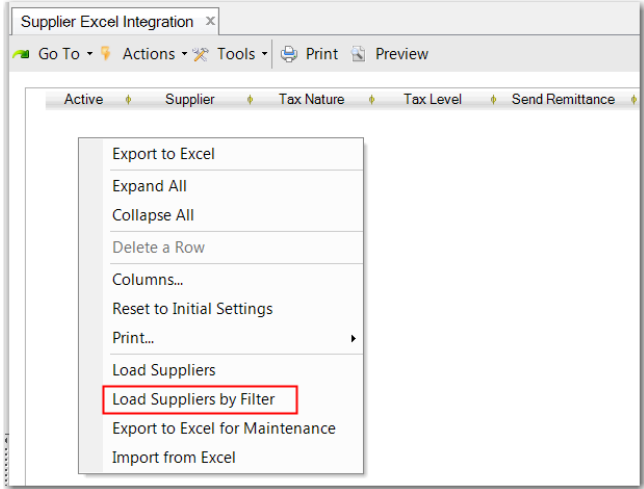 Supplier Excel Integration x
Go To Actions Tools Print Preview
Active Supplier Tax Nature Tax Level Send Remittance
Export to Excel
Expand All
Collapse All
Delete a Row
Columns...
Reset to Initial Settings
Print...
Load Suppliers
Load Suppliers by Filter
Export to Excel for Maintenance
Import from Excel